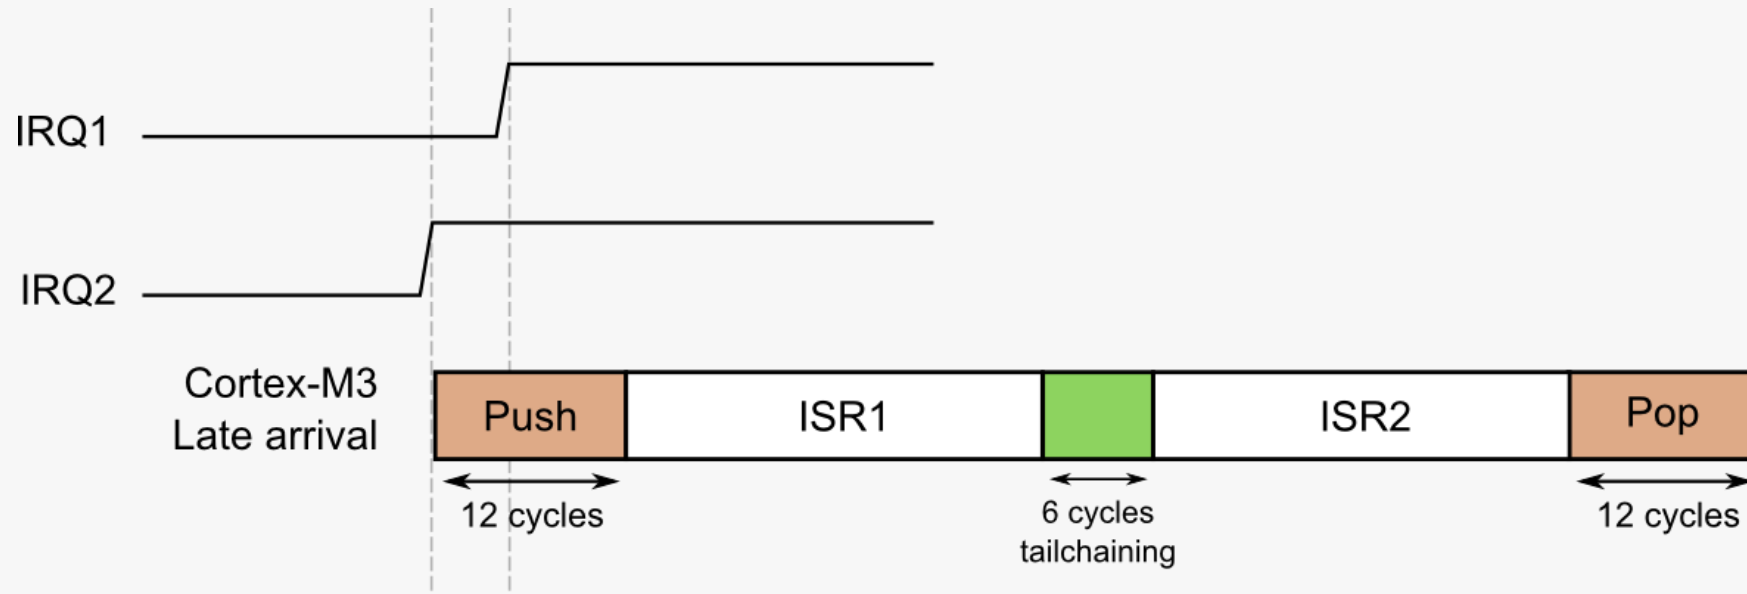 IRQ1
IRQ2
Cortex-M3
Late arrival
Push
ISR1
ISR2
Pop
12 cycles
6 cycles
tailchaining
12 cycles